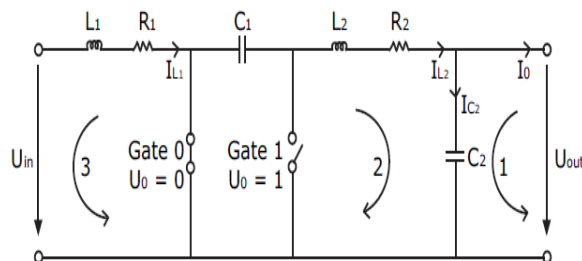 L1 R1 C1 L2 R2
IL1 IL2 I0
IC2
Uin 3 Gate 0 Gate 1 2 C2 1 Uout
U0 = 0 U0 = 1